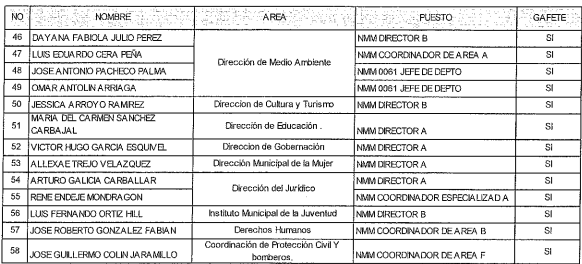 NO NOMBRE AREA PUESTO GAFETE
46 DAYANA FABIOLA JULIO PEREZ Dirección de Medio Ambiente NMM DIRECTOR B SI
47 LUIS EDUARDO CERA PEÑA NMM COORDINADOR DE AREA A SI
48 JOSE ANTONIO PACHECO PALMA NMM 0061 JEFE DE DEPTO SI
49 OMAR ANTOLIN ARRIAGA NMM 0061 JEFE DE DEPTO SI
50 JESSICA ARROYO RAMIREZ Direccion de Cultura y Turismo NMM DIRECTOR B SI
51 MARIA DEL CARMEN SANCHEZ
CARBAJAL Dirección de Educación . NMM DIRECTOR A SI
52 VICTOR HUGO GARCIA ESQUIVEL Direccion de Gobernación NMM DIRECTOR A SI
53 ALLEXAE TREJO VELAZQUEZ Dirección Municipal de la Mujer NMM DIRECTOR A SI
54 ARTURO GALICIA CARBALLAR Dirección del Jurídico NMM DIRECTOR A SI
55 RENE ENDEJE MONDRAGON NMM COORDINADOR ESPECIALIZAD A SI
56 LUIS FERNANDO ORTIZ HILL Instituto Municipal de la Juventud NMM DIRECTOR B SI
57 JOSE ROBERTO GONZALEZ FABIAN Derechos Humanos NMM COORDINADOR DE AREA B SI
58 JOSE GUILLERMO COLIN JARAMILLO Coordinación de Protección Civil Y
bomberos, NMM COORDINADOR DE AREA F SI